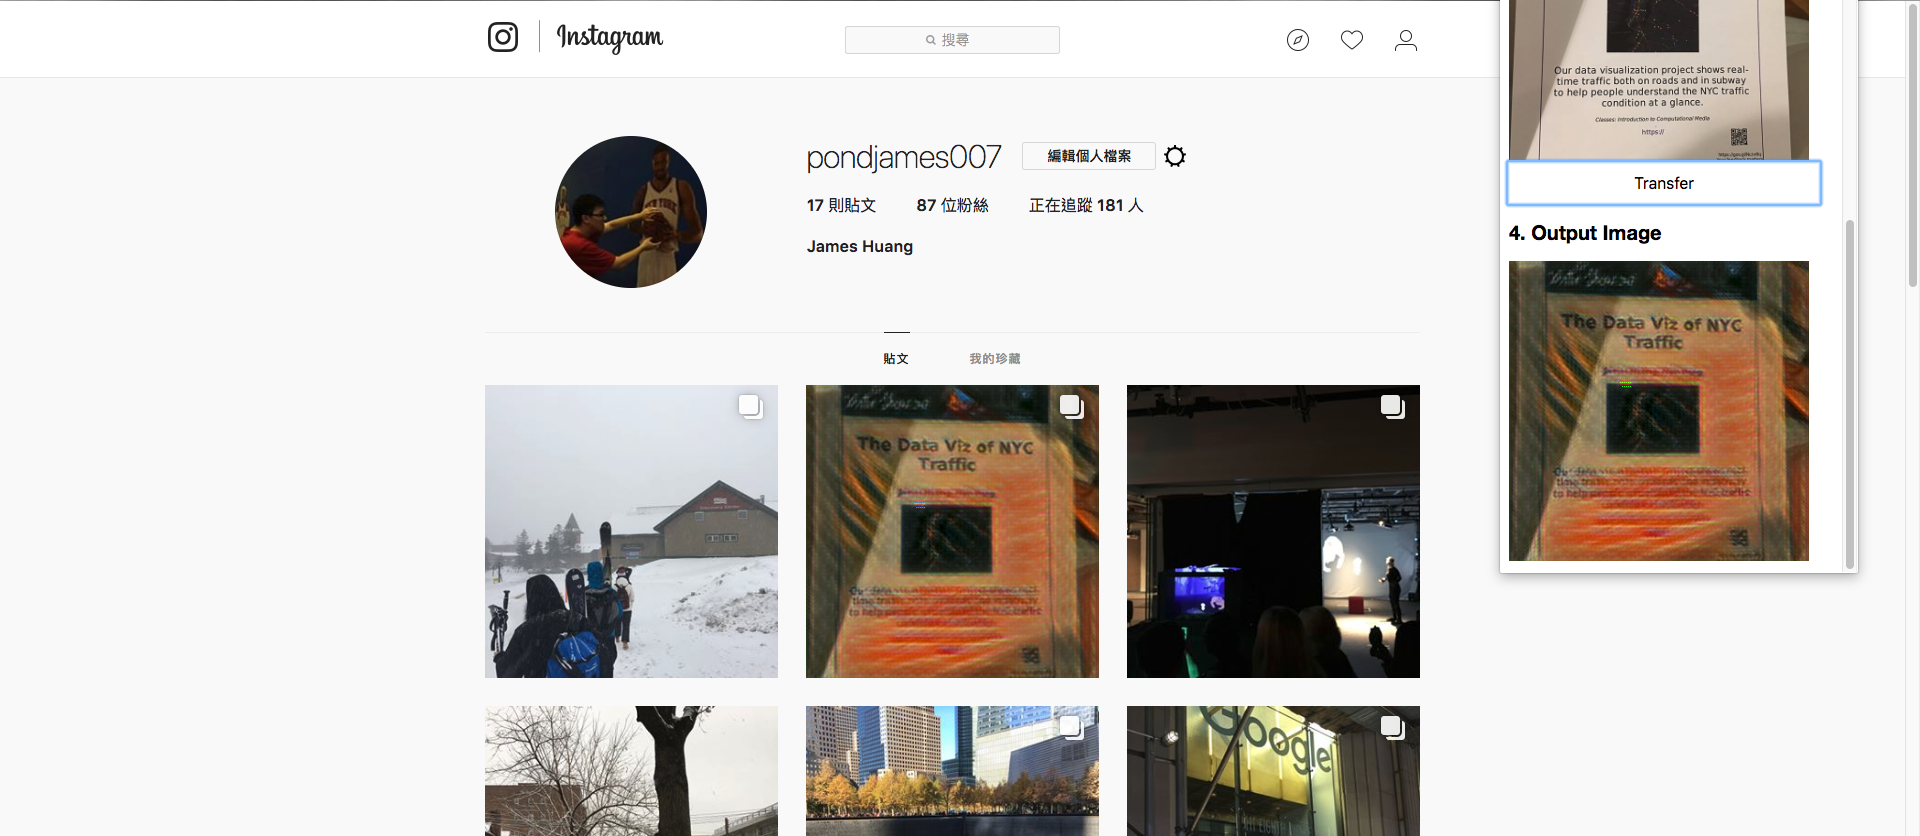 Instagram
搜尋
pondjames007
編輯個人檔案
17 則貼文
87 位粉絲
正在追蹤 181 人
James Huang
貼文
我的珍藏
The Data Viz of NYC
Traffic
Google
Our data visualization project shows real-
time traffic both on roads and in subway
to help people understand the NYC traffic
condition at a glance.
Classes: Introduction to Computational Media
https://
Transfer
4. Output Image
The Data Viz of NYC
Traffic